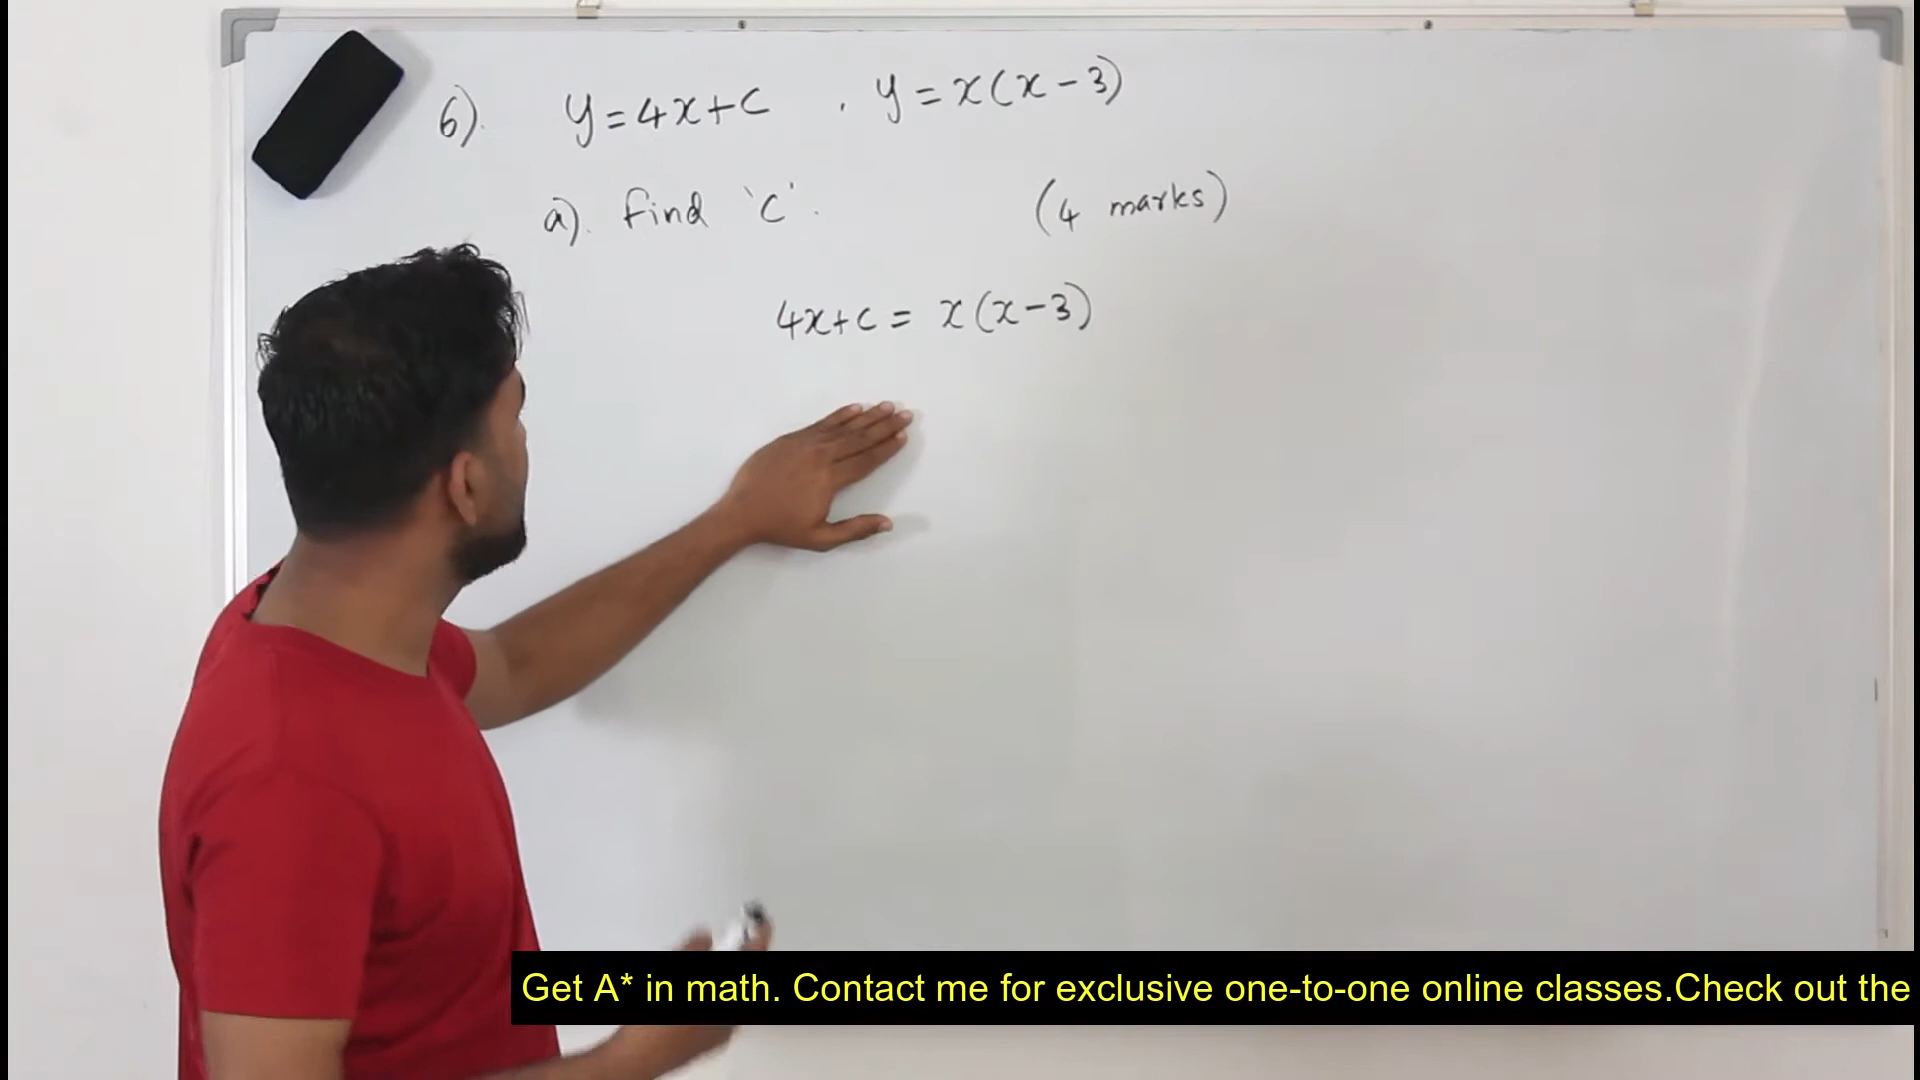 6). y=4x+c . y=x(x-3)
a). find 'c'. (4 marks)
4x+c = x(x-3)
Get A* in math. Contact me for exclusive one-to-one online classes.Check out the